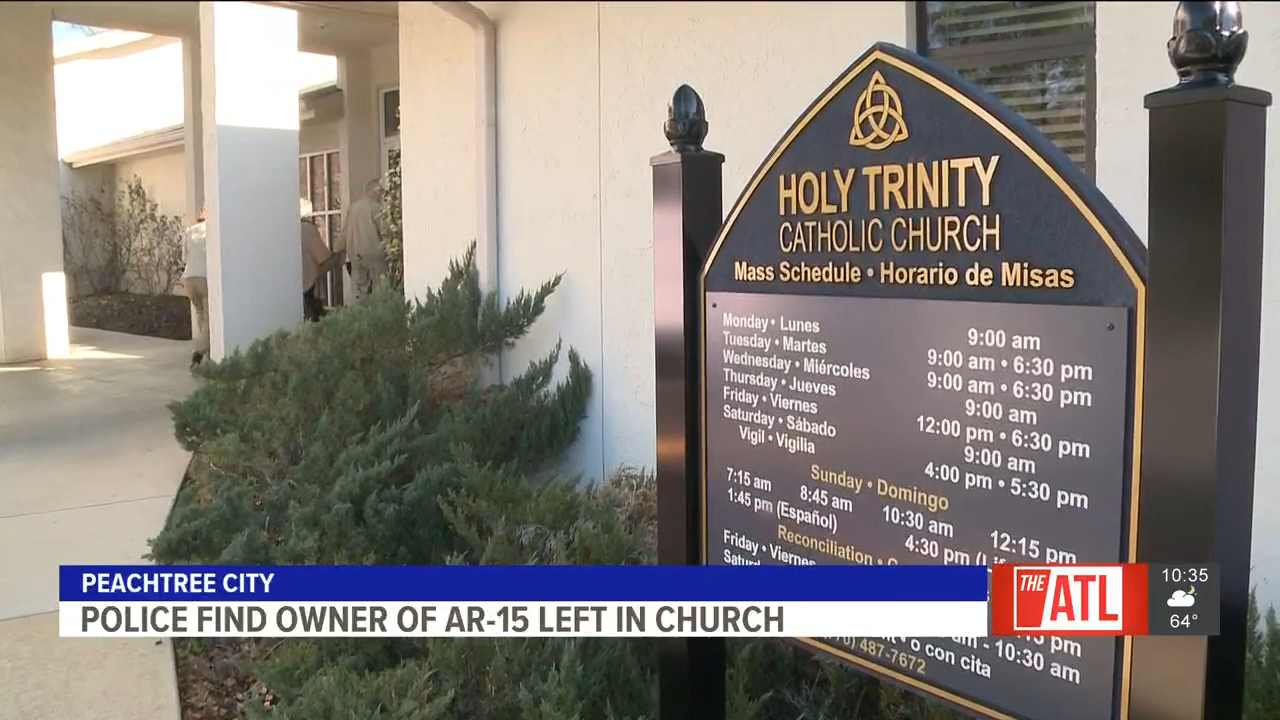 HOLY TRINITY
CATHOLIC CHURCH
Mass Schedule • Horario de Misas
Monday • Lunes 9:00 am
Tuesday • Martes 9:00 am • 6:30 pm
Wednesday • Miércoles 9:00 am • 6:30 pm
Thursday • Jueves 9:00 am
Friday • Viernes 12:00 pm • 6:30 pm
Saturday • Sábado 9:00 am
Vigil • Vigilia 4:00 pm • 5:30 pm
Sunday • Domingo
7:15 am 8:45 am 10:30 am 12:15 pm
1:45 pm (Español) 4:30 pm
Reconciliation •
Friday • Viernes
PEACHTREE CITY
POLICE FIND OWNER OF AR-15 LEFT IN CHURCH
THE ATL
10:35
64°
pm
- 10:30 am
o con cita
487-7672